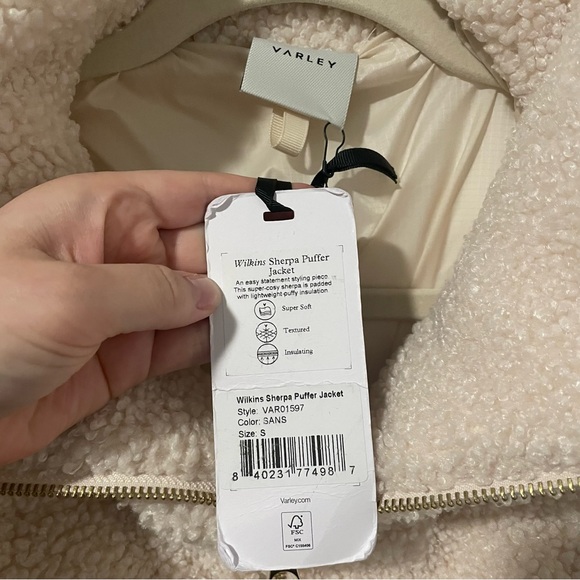 VARLEY
Wilkins Sherpa Puffer
Jacket
An easy statement styling piece.
This super-cosy sherpa is padded
with lightweight puffy insulation
Super Soft
Textured
Insulating
Wilkins Sherpa Puffer Jacket
Style: VAR01597
Color: SANS
Size: S
8 40231 77498 7
Varley.com
FSC
MIX